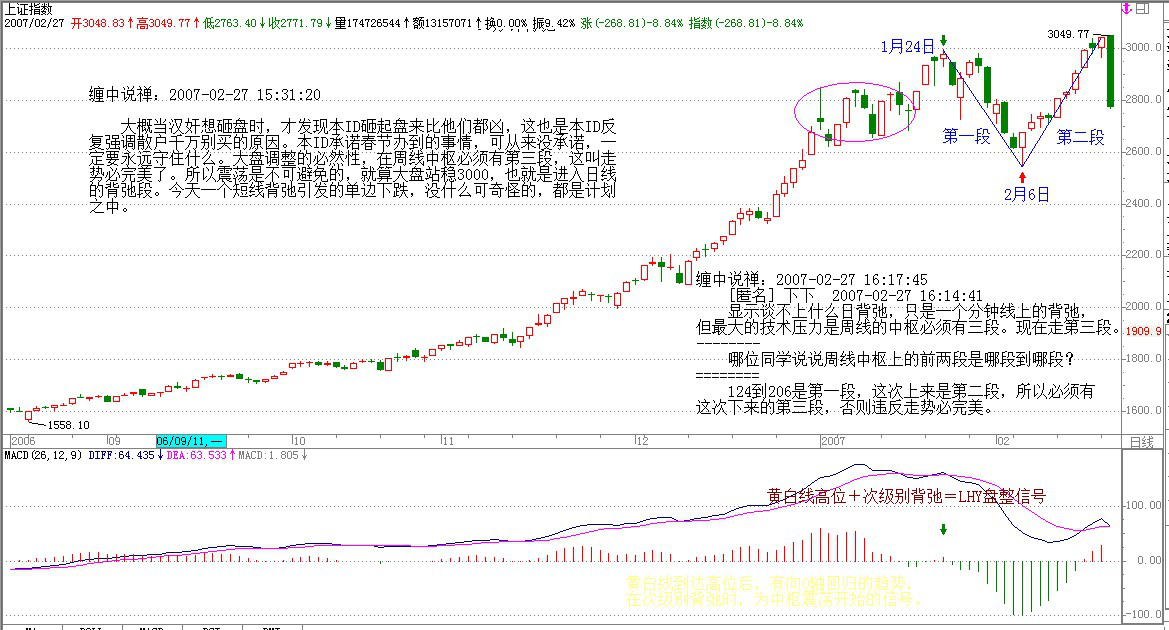 上证指数
2007/02/27 开3048.83↑高3049.77↑低2763.40↓收2771.79↓量174726544↑额13157071↑换0.00% 振9.42% 涨(-268.81)-8.84% 指数(-268.81)-8.84%
3049.77
1月24日
3000.0
缠中说禅：2007-02-27 15:31:20
2800.0
大概当汉奸想砸盘时，才发现本ID砸起盘来比他们都凶，这也是本ID反
复强调散户千万别买的原因。本ID承诺春节办到的事情，可从来没承诺，一
定要永远守住什么。大盘调整的必然性，在周线中枢必须有第三段，这叫走
势必完美了。所以震荡是不可避免的，就算大盘站稳3000，也就是进入日线
的背弛段。今天一个短线背弛引发的单边下跌，没什么可奇怪的，都是计划
之中。
第一段
第二段
2600.0
2月6日
2400.0
2200.0
缠中说禅：2007-02-27 16:17:45
[匿名] 下下 2007-02-27 16:14:41
显示谈不上什么日背弛，只是一个分钟线上的背弛，
但最大的技术压力是周线的中枢必须有三段。现在走第三段。
--------
哪位同学说说周线中枢上的前两段是哪段到哪段？
========
124到206是第一段，这次上来是第二段，所以必须有
这次下来的第三段，否则违反走势必完美。
2000.0
1909.9
1800.0
1600.0
1558.10
2006 09 06/09/11,一 10 11 12 2007 02 日线
MACD(26,12,9) DIFF:64.435↓DEA:63.533↑MACD:1.805↓
黄白线高位＋次级别背弛＝LHY盘整信号
100.00
0.00
黄白线到达高位后，有向0轴回归的趋势，
在次级别背弛时，为中枢震荡开始的信号。
-100.0